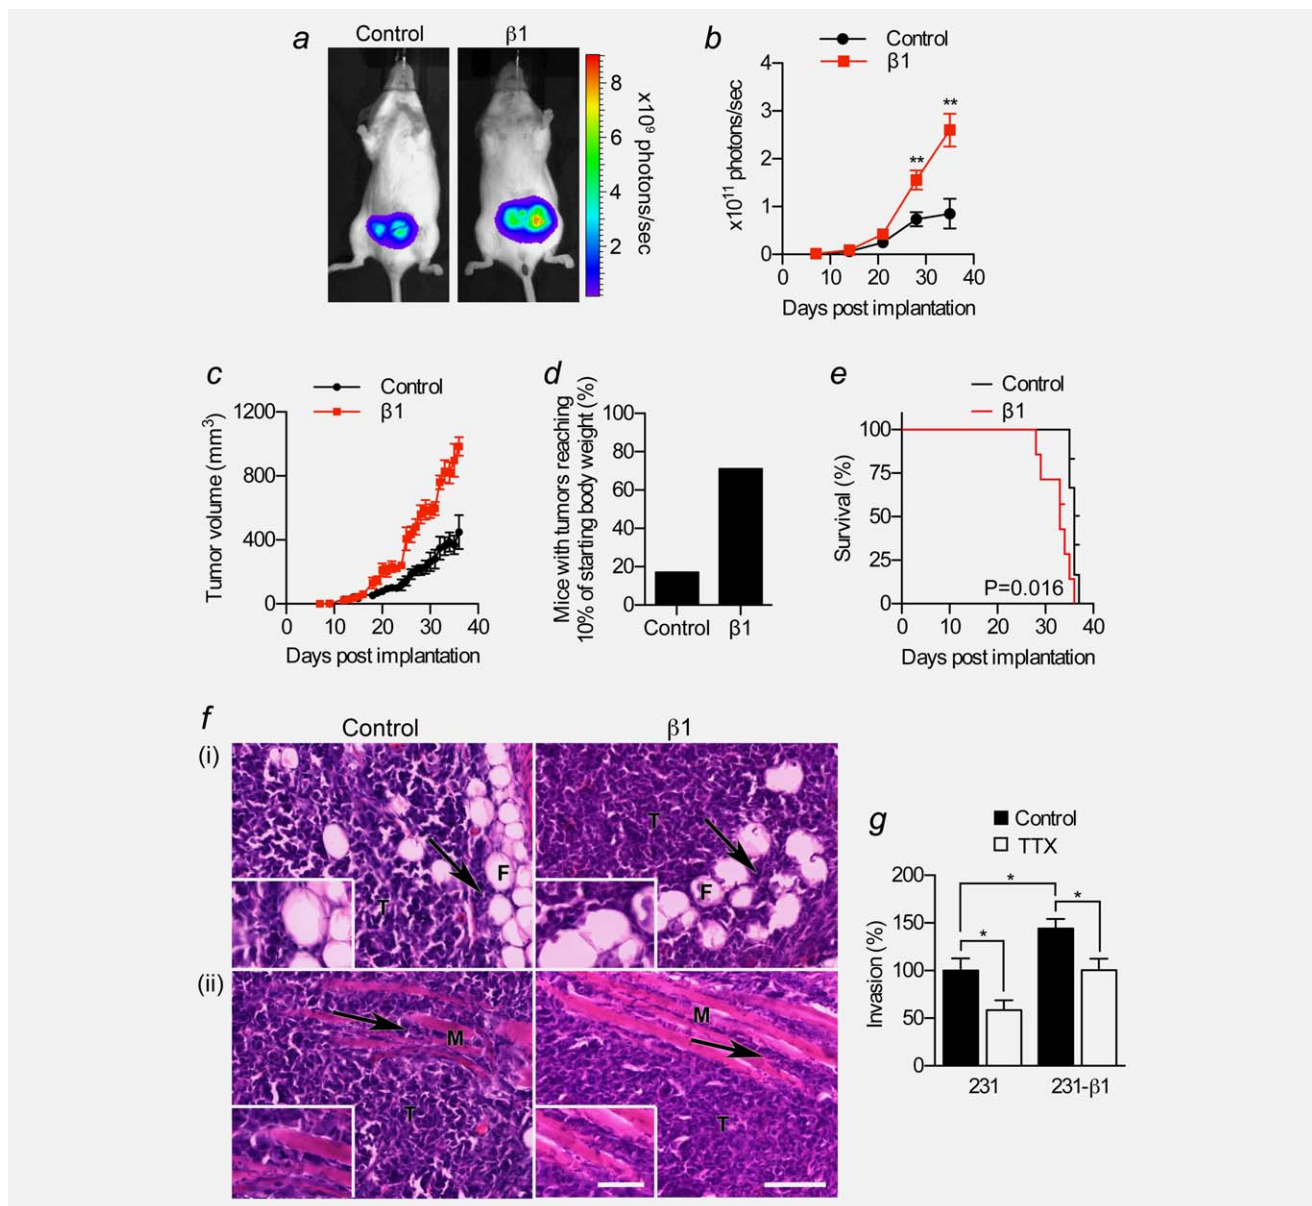 a
Control
β1
8
6
4
2
x10⁹ photons/sec
b
Control
β1
x10¹¹ photons/sec
4
3
2
1
0
**
**
0 10 20 30 40
Days post implantation
c
Control
β1
Tumor volume (mm³)
1200
800
400
0
0 10 20 30 40
Days post implantation
d
Mice with tumors reaching
10% of starting body weight (%)
100
80
60
40
20
0
Control β1
e
Control
β1
Survival (%)
100
75
50
25
0
P=0.016
0 10 20 30 40
Days post implantation
f
Control
β1
(i)
T
F
T
F
(ii)
M
T
M
T
g
Control
TTX
Invasion (%)
200
150
100
50
0
*
*
*
231 231-β1